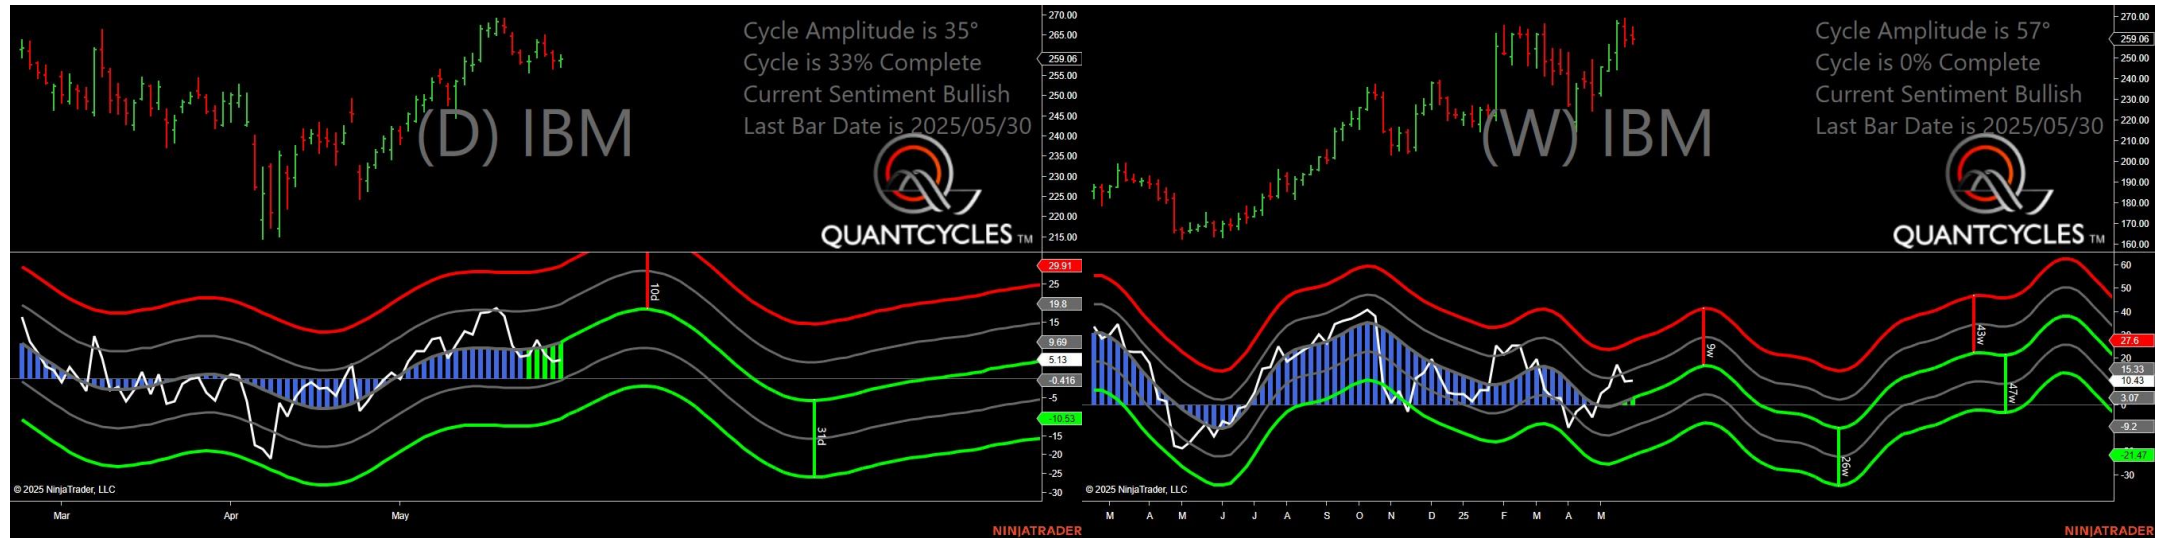 Cycle Amplitude is 35°
Cycle is 33% Complete
Current Sentiment Bullish
Last Bar Date is 2025/05/30
(D) IBM
QUANTCYCLES TM
270.00
265.00
259.06
255.00
250.00
245.00
240.00
235.00
230.00
225.00
220.00
215.00
29.91
25
19.8
15
9.69
5.13
-0.416
-5
-10.53
-15
-20
-25
-30
10d
31d
© 2025 NinjaTrader, LLC
Mar
Apr
May
NINJATRADER
Cycle Amplitude is 57°
Cycle is 0% Complete
Current Sentiment Bullish
Last Bar Date is 2025/05/30
(W) IBM
QUANTCYCLES TM
270.00
259.06
250.00
240.00
230.00
220.00
210.00
200.00
190.00
180.00
170.00
160.00
60
50
40
27.6
20
15.33
10.43
3.07
-9.2
-21.47
-30
9w
26w
43w
47w
© 2025 NinjaTrader, LLC
M A M J J A S O N D 25 F M A M
NINJATRADER